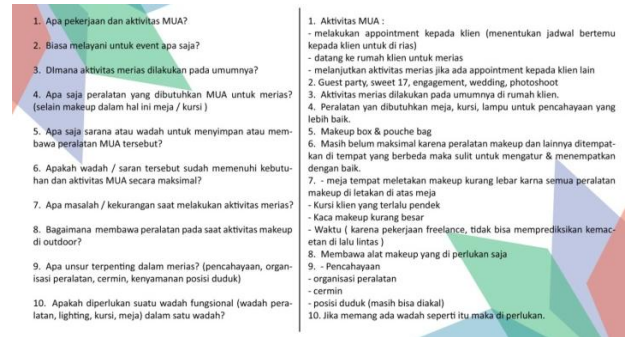 1. Apa pekerjaan dan aktivitas MUA?
2. Biasa melayani untuk event apa saja?
3. DImana aktivitas merias dilakukan pada umumnya?
4. Apa saja peralatan yang dibutuhkan MUA untuk merias?
(selain makeup dalam hal ini meja / kursi )
5. Apa saja sarana atau wadah untuk menyimpan atau mem-
bawa peralatan MUA tersebut?
6. Apakah wadah / saran tersebut sudah memenuhi kebutu-
han dan aktivitas MUA secara maksimal?
7. Apa masalah / kekurangan saat melakukan aktivitas merias?
8. Bagaimana membawa peralatan pada saat aktivitas makeup
di outdoor?
9. Apa unsur terpenting dalam merias? (pencahayaan, organ-
isasi peralatan, cermin, kenyamanan posisi duduk)
10. Apakah diperlukan suatu wadah fungsional (wadah pera-
latan, lighting, kursi, meja) dalam satu wadah?
1. Aktivitas MUA :
- melakukan appointment kepada klien (menentukan jadwal bertemu
kepada klien untuk di rias)
- datang ke rumah klien untuk merias
- melanjutkan aktivitas merias jika ada appointment kepada klien lain
2. Guest party, sweet 17, engagement, wedding, photoshoot
3. Aktivitas merias dilakukan pada umumnya di rumah klien.
4. Peralatan yan dibutuhkan meja, kursi, lampu untuk pencahayaan yang
lebih baik.
5. Makeup box & pouche bag
6. Masih belum maksimal karena peralatan makeup dan lainnya ditempat-
kan di tempat yang berbeda maka sulit untuk mengatur & menempatkan
dengan baik.
7. - meja tempat meletakan makeup kurang lebar karna semua peralatan
makeup di letakan di atas meja
- Kursi klien yang terlalu pendek
- Kaca makeup kurang besar
- Waktu ( karena pekerjaan freelance, tidak bisa memprediksikan kemac-
etan di lalu lintas )
8. Membawa alat makeup yang di perlukan saja
9. - Pencahayaan
- organisasi peralatan
- cermin
- posisi duduk (masih bisa diakal)
10. Jika memang ada wadah seperti itu maka di perlukan.